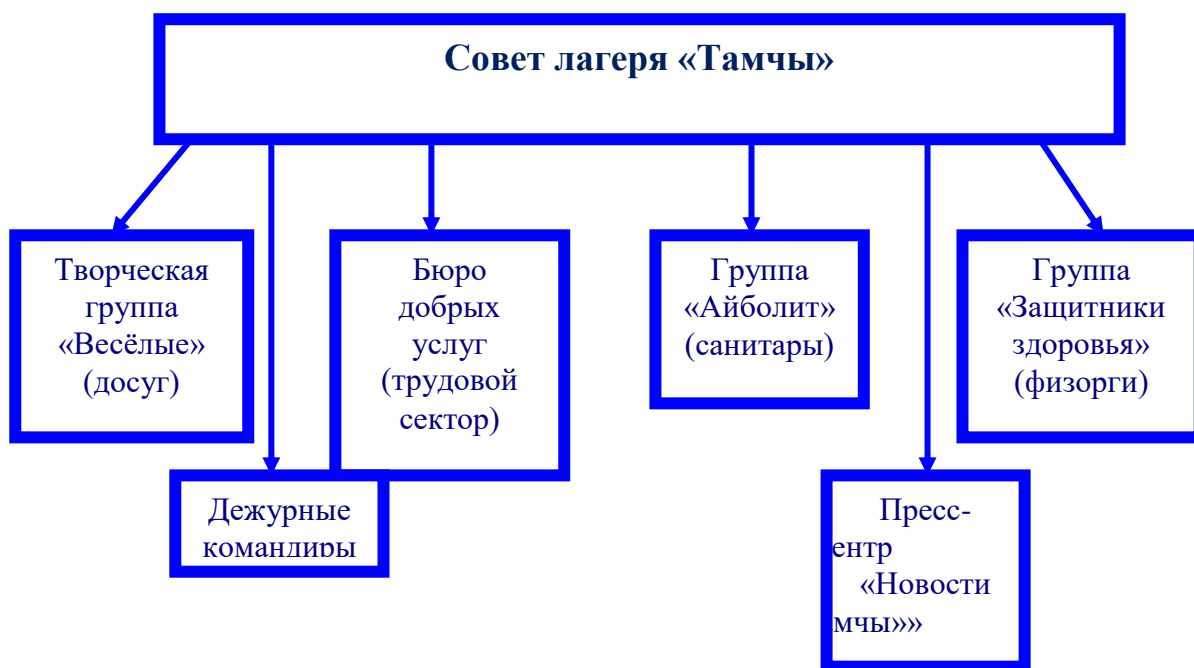 Совет лагеря «Тамчы»
Творческая
группа
«Весёлые»
(досуг)
Бюро
добрых
услуг
(трудовой
сектор)
Группа
«Айболит»
(санитары)
Группа
«Защитники
здоровья»
(физорги)
Дежурные
командиры
Пресс-
ентр
«Новости
мчы»»